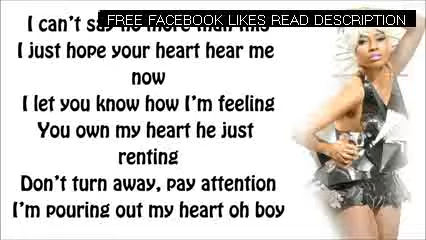 FREE FACEBOOK LIKES READ DESCRIPTION
I can't say no more than this
I just hope your heart hear me
now
I let you know how I'm feeling
You own my heart he just
renting
Don't turn away, pay attention
I'm pouring out my heart oh boy